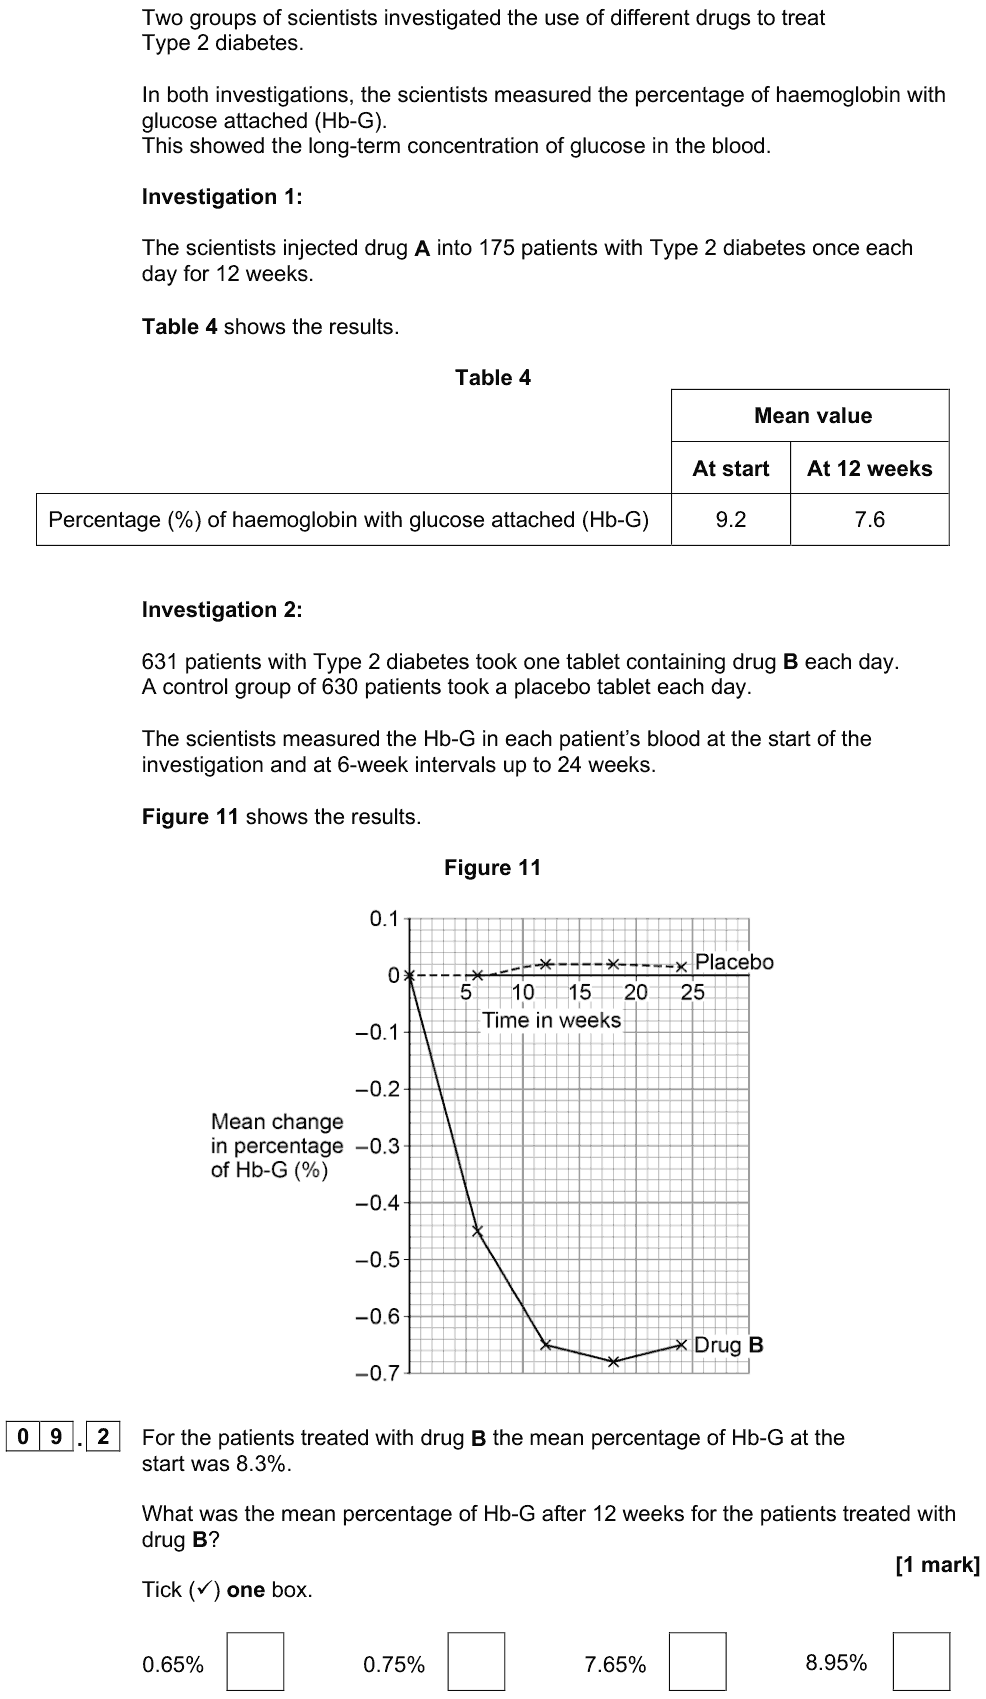 Two groups of scientists investigated the use of different drugs to treat
Type 2 diabetes.
In both investigations, the scientists measured the percentage of haemoglobin with
glucose attached (Hb-G).
This showed the long-term concentration of glucose in the blood.
Investigation 1:
The scientists injected drug A into 175 patients with Type 2 diabetes once each
day for 12 weeks.
Table 4 shows the results.
Table 4
Mean value
At start At 12 weeks
Percentage (%) of haemoglobin with glucose attached (Hb-G) 9.2 7.6
Investigation 2:
631 patients with Type 2 diabetes took one tablet containing drug B each day.
A control group of 630 patients took a placebo tablet each day.
The scientists measured the Hb-G in each patient's blood at the start of the
investigation and at 6-week intervals up to 24 weeks.
Figure 11 shows the results.
Figure 11
0.1
Placebo
0
5 10 15 20 25
Time in weeks
–0.1
–0.2
Mean change
in percentage
of Hb-G (%)
–0.3
–0.4
–0.5
–0.6
Drug B
–0.7
0 9 . 2 For the patients treated with drug B the mean percentage of Hb-G at the
start was 8.3%.
What was the mean percentage of Hb-G after 12 weeks for the patients treated with
drug B?
[1 mark]
Tick (✓) one box.
0.65% 0.75% 7.65% 8.95%